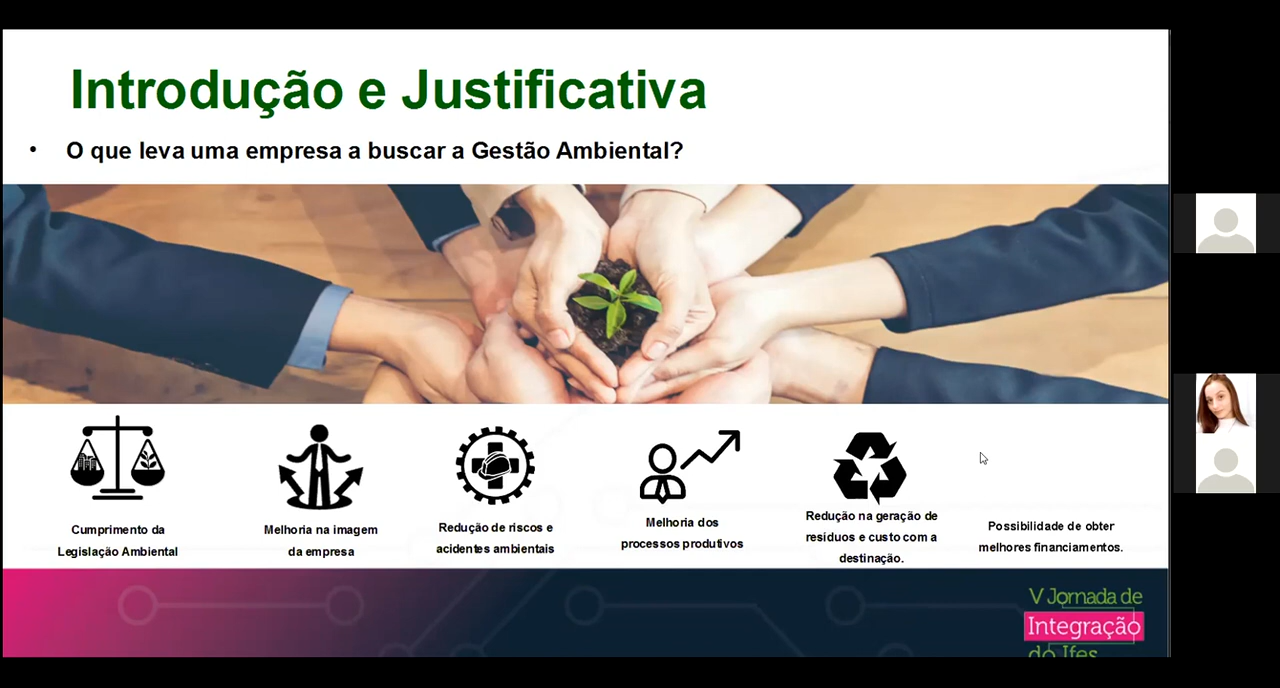 Introdução e Justificativa
• O que leva uma empresa a buscar a Gestão Ambiental?
Cumprimento da
Legislação Ambiental
Melhoria na imagem
da empresa
Redução de riscos e
acidentes ambientais
Melhoria dos
processos produtivos
Redução na geração de
resíduos e custo com a
destinação.
Possibilidade de obter
melhores financiamentos.
V Jornada de
Integração
do Ifes